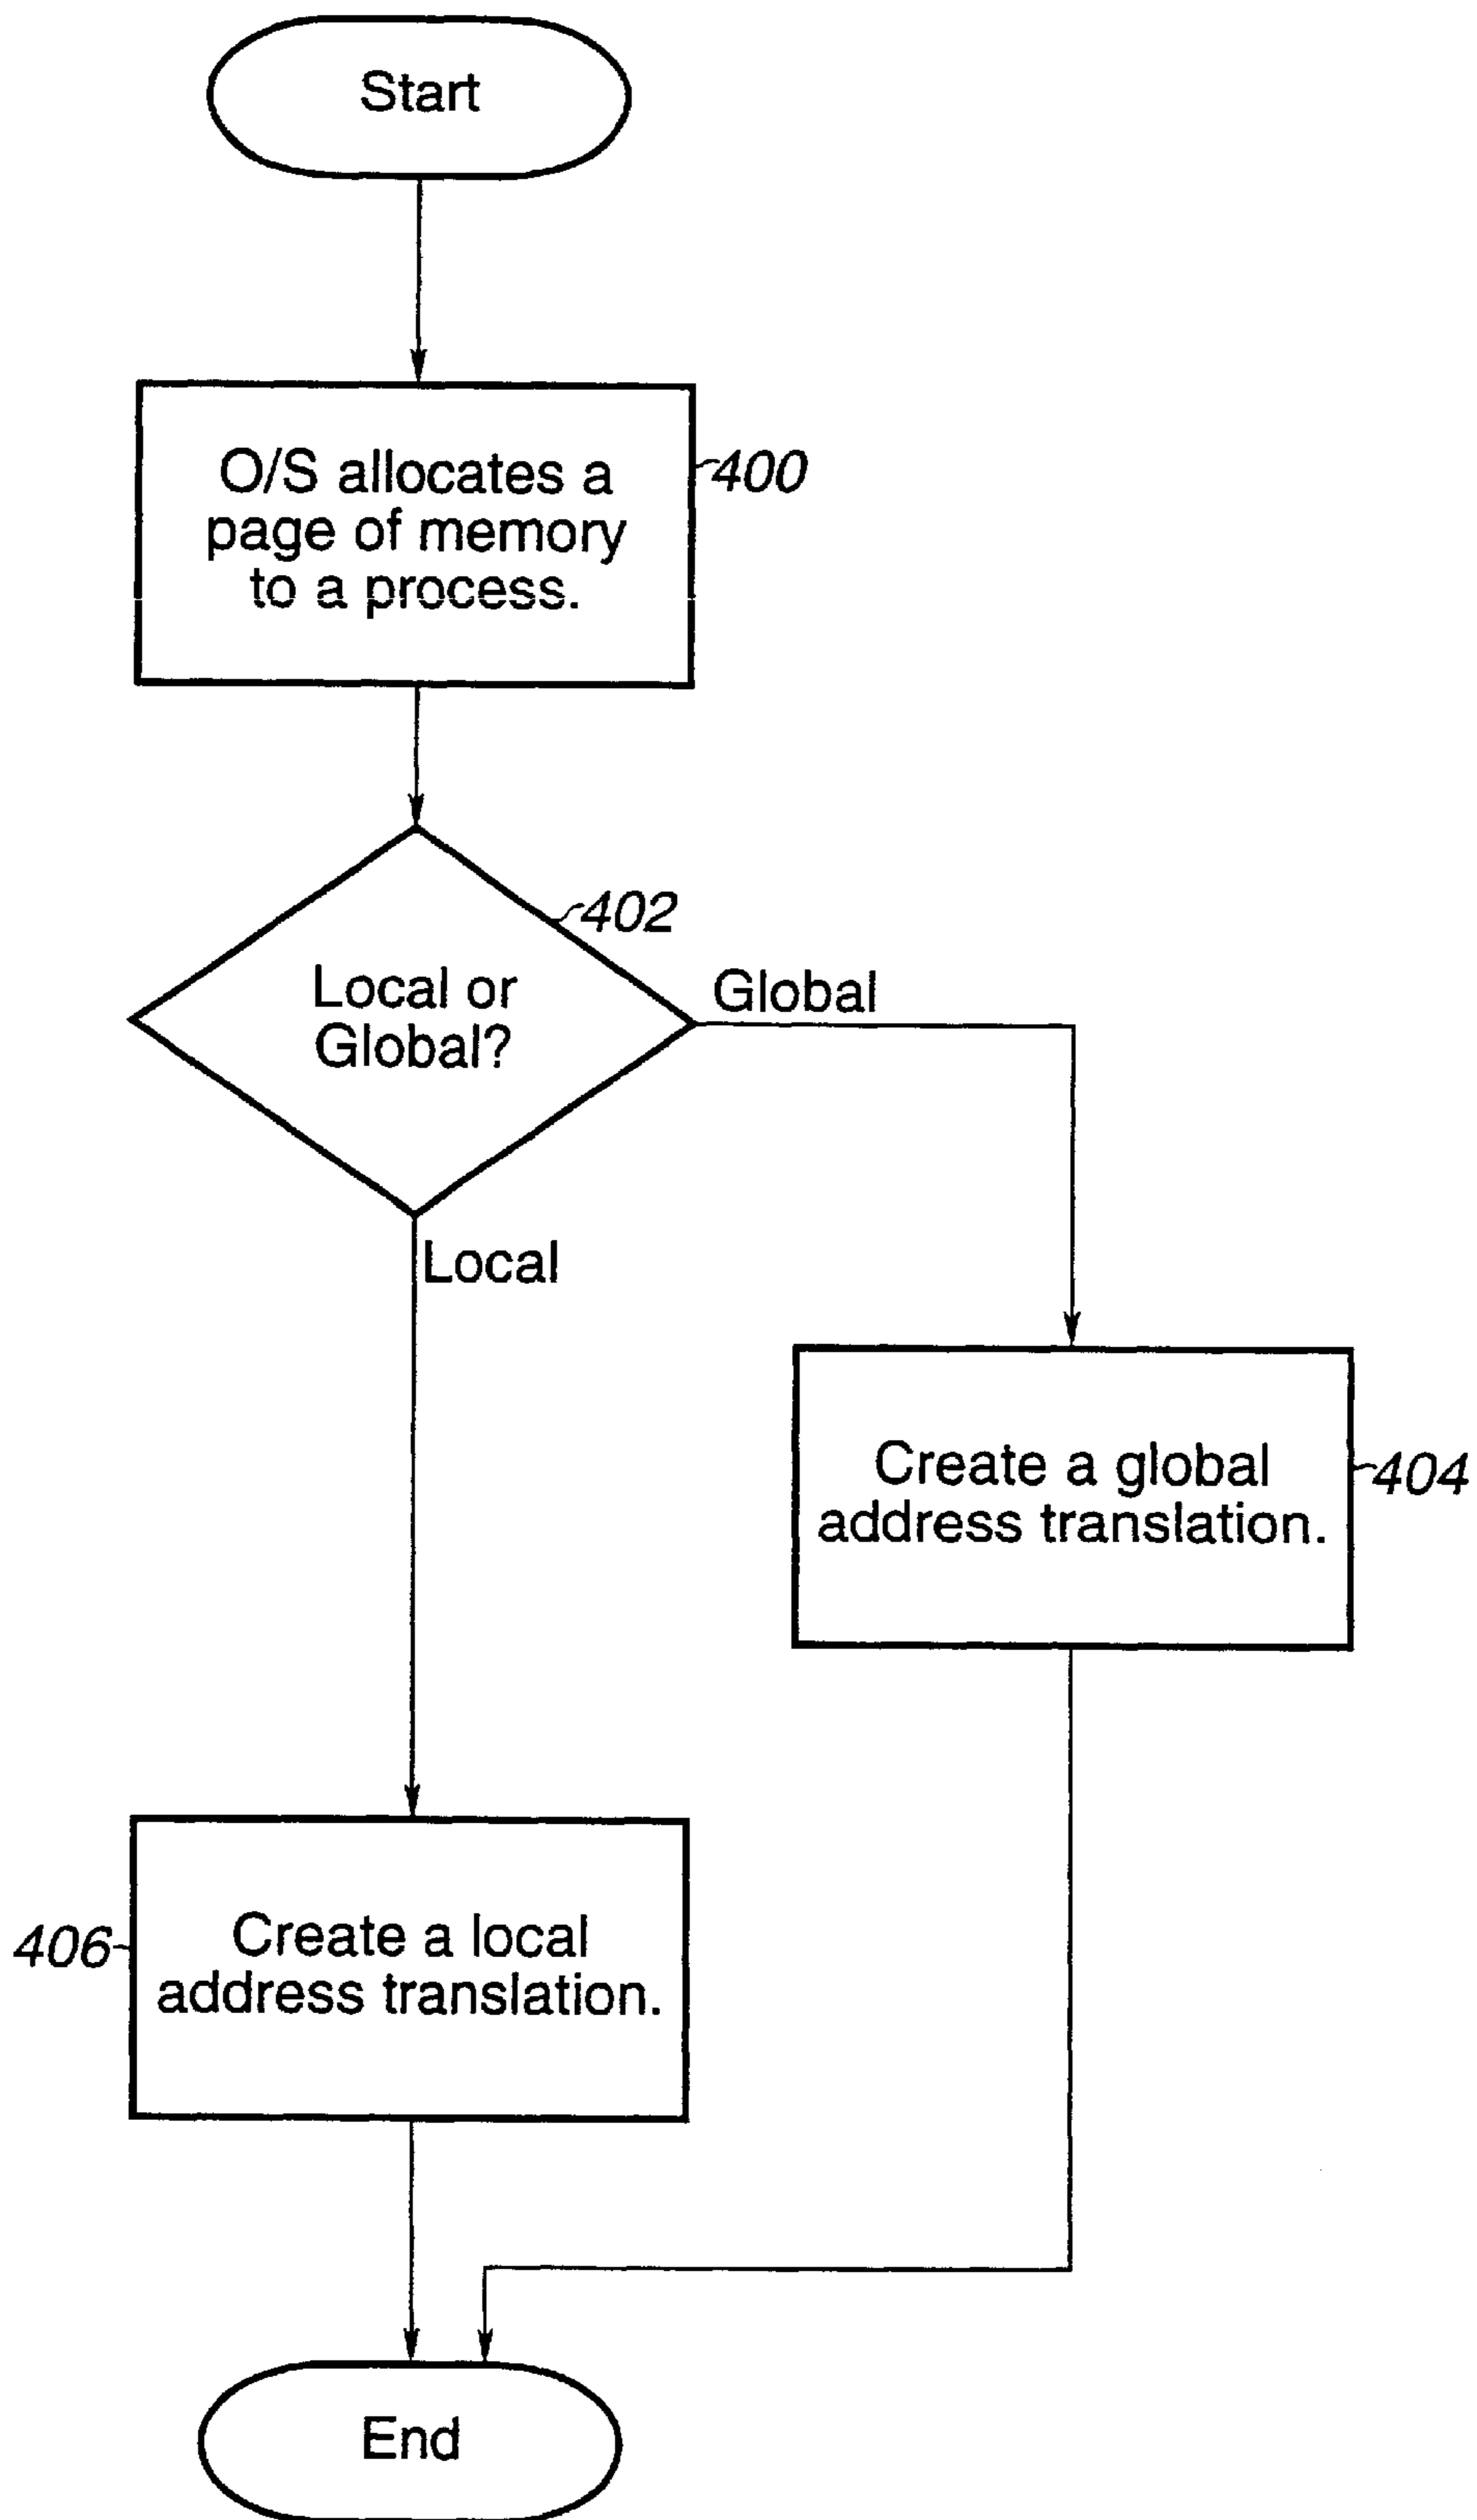 Start
O/S allocates a
page of memory
to a process.
400
402
Local or
Global?
Global
Local
Create a global
address translation.
404
406
Create a local
address translation.
End